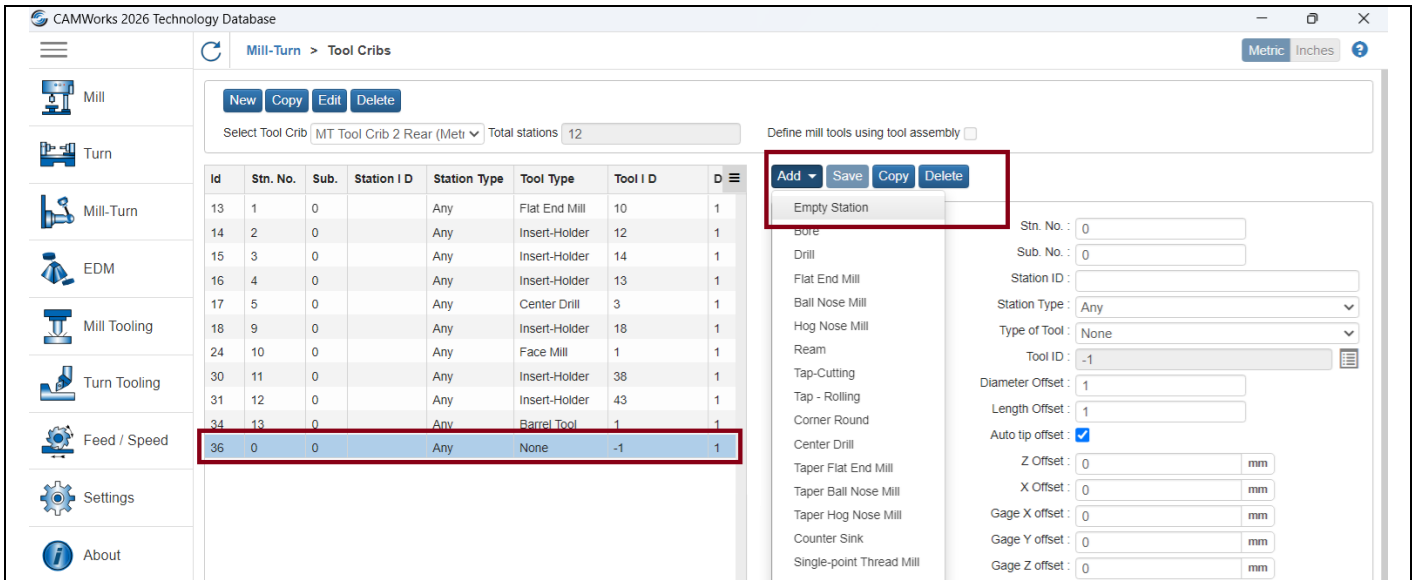 CAMWorks 2026 Technology Database
Mill-Turn > Tool Cribs
Metric Inches ?
Mill
Turn
Mill-Turn
EDM
Mill Tooling
Turn Tooling
Feed / Speed
Settings
About
New Copy Edit Delete
Select Tool Crib MT Tool Crib 2 Rear (Metr Total stations 12
Define mill tools using tool assembly
Id Stn. No. Sub. Station I D Station Type Tool Type Tool I D D
13 1 0 Any Flat End Mill 10 1
14 2 0 Any Insert-Holder 12 1
15 3 0 Any Insert-Holder 14 1
16 4 0 Any Insert-Holder 13 1
17 5 0 Any Center Drill 3 1
18 9 0 Any Insert-Holder 18 1
24 10 0 Any Face Mill 1 1
30 11 0 Any Insert-Holder 38 1
31 12 0 Any Insert-Holder 43 1
34 13 0 Any Barrel Tool 1 1
36 0 0 Any None -1 1
Add Save Copy Delete
Empty Station
Bore
Drill
Flat End Mill
Ball Nose Mill
Hog Nose Mill
Ream
Tap-Cutting
Tap - Rolling
Corner Round
Center Drill
Taper Flat End Mill
Taper Ball Nose Mill
Taper Hog Nose Mill
Counter Sink
Single-point Thread Mill
Stn. No. : 0
Sub. No. : 0
Station ID :
Station Type : Any
Type of Tool : None
Tool ID : -1
Diameter Offset : 1
Length Offset : 1
Auto tip offset :
Z Offset : 0 mm
X Offset : 0 mm
Gage X offset : 0 mm
Gage Y offset : 0 mm
Gage Z offset : 0 mm